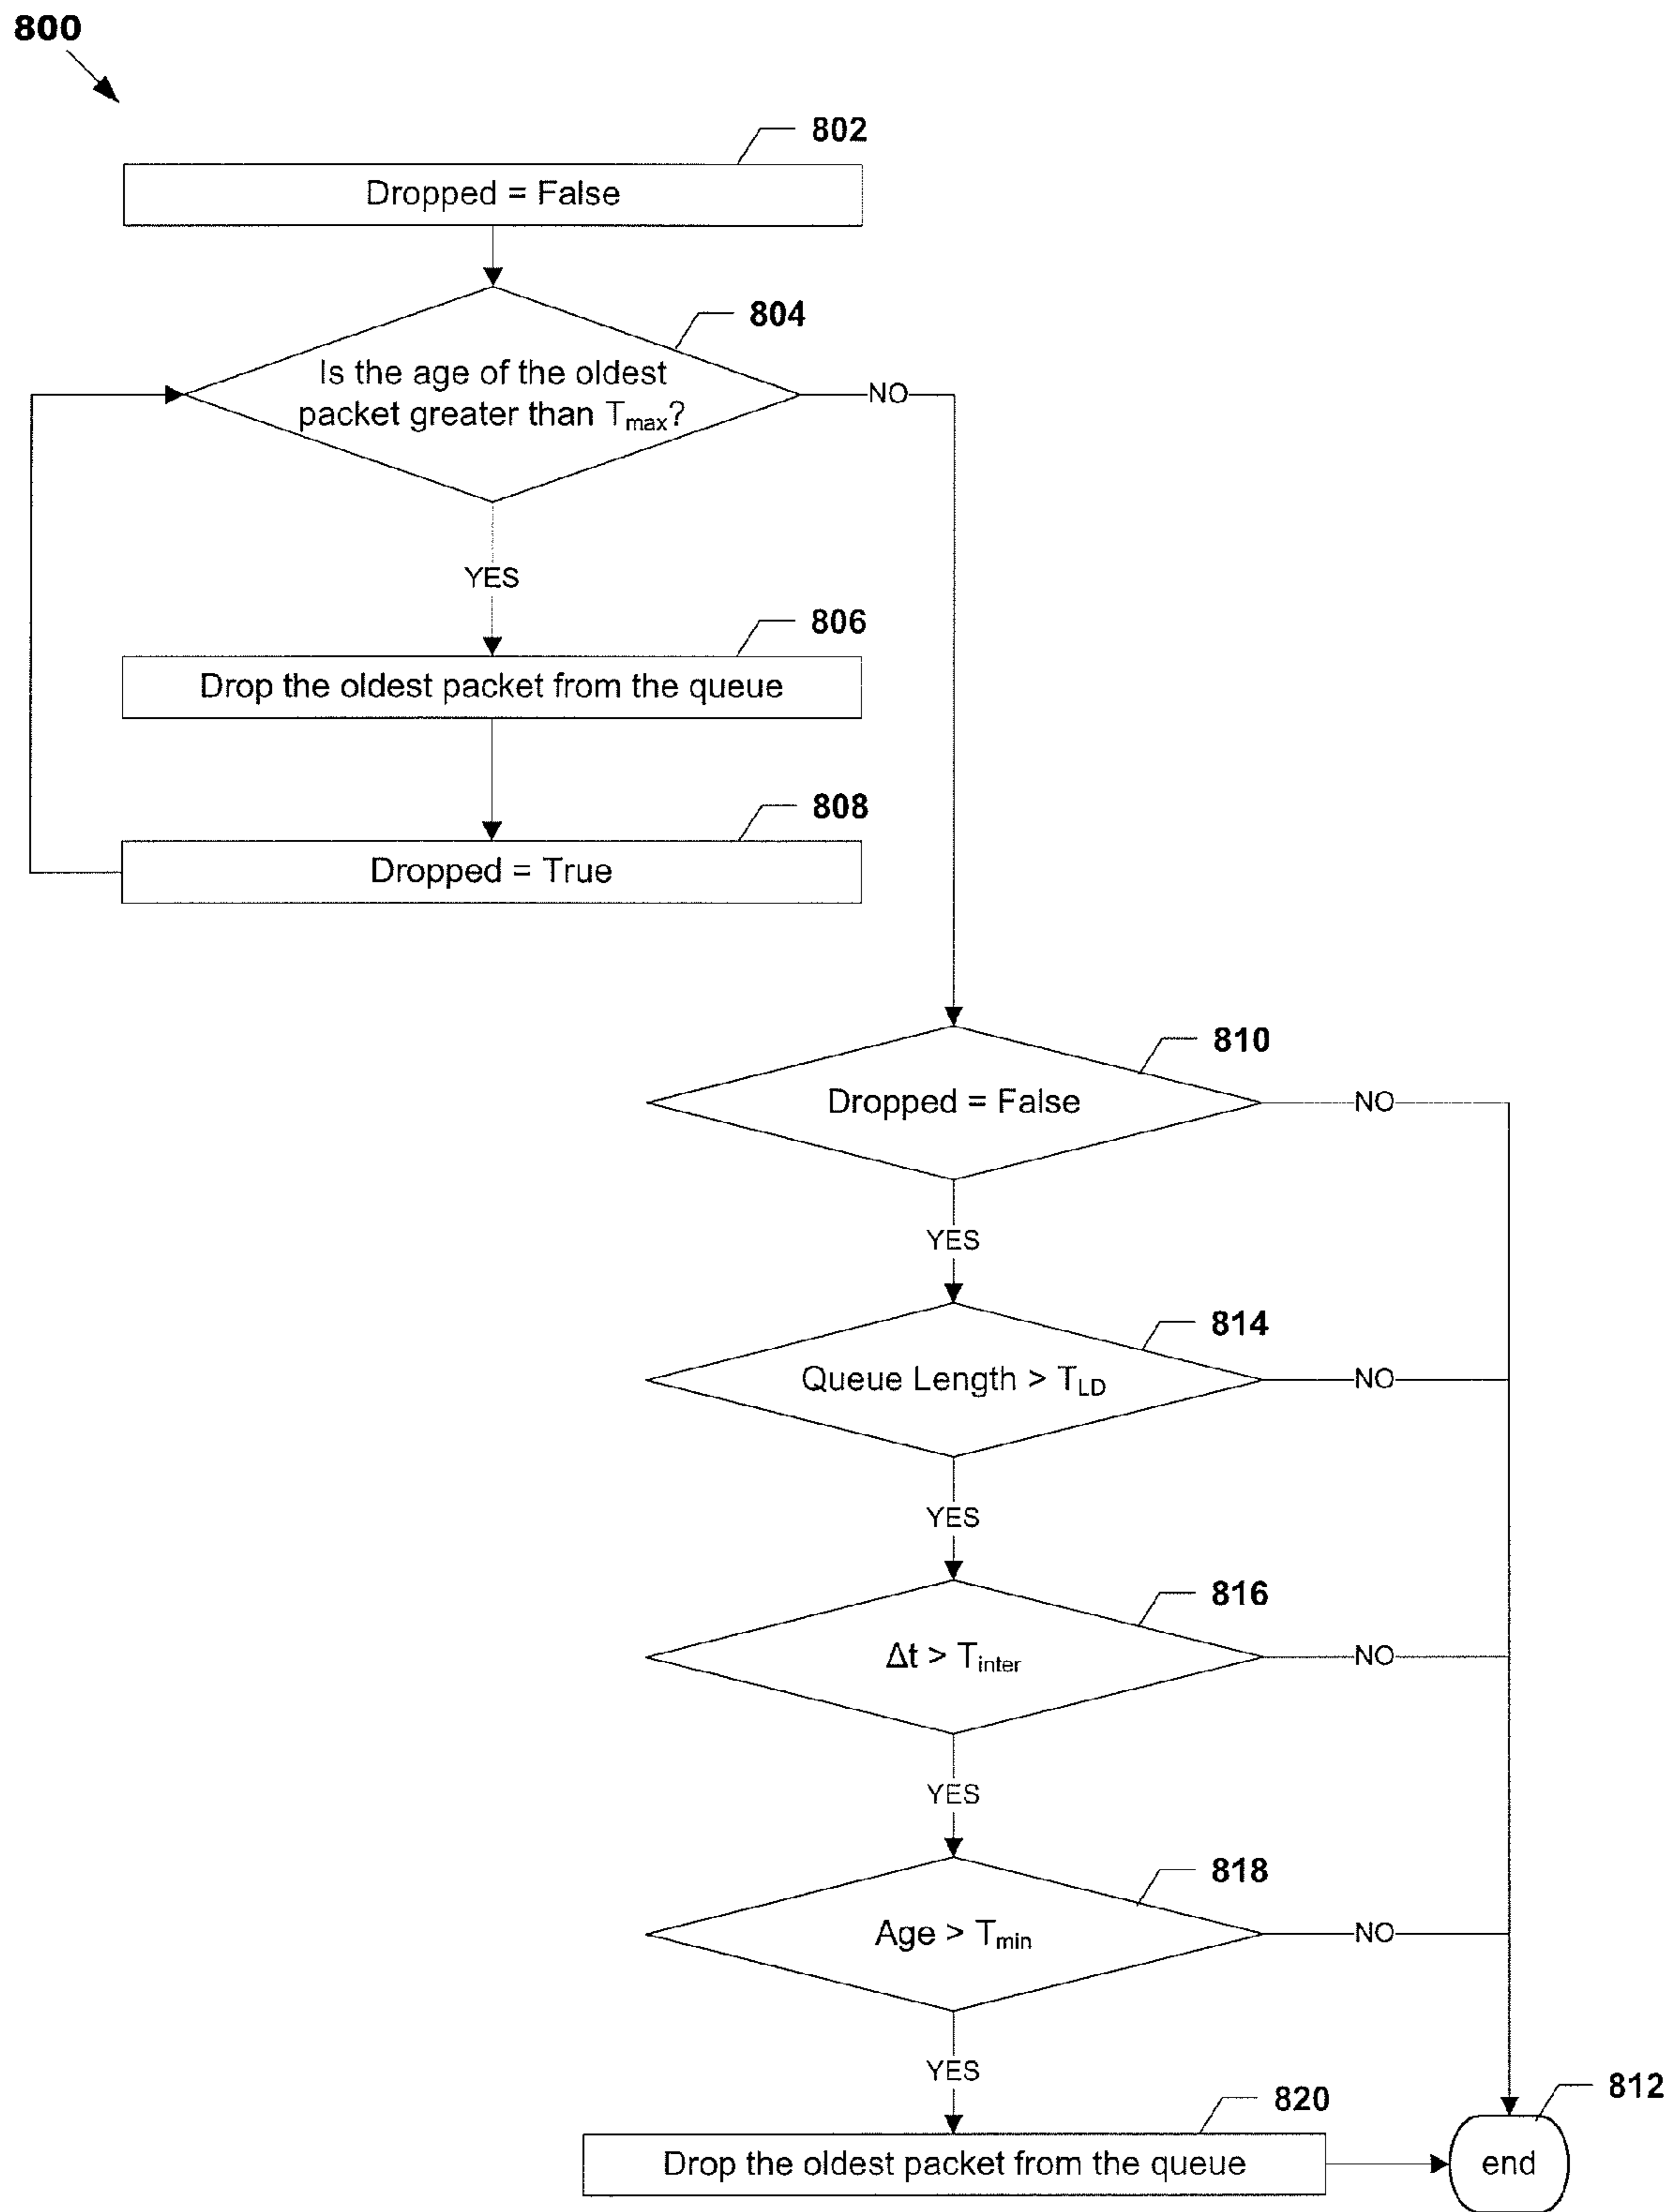 800
802
Dropped = False
804
Is the age of the oldest
packet greater than Tmax?
NO
YES
806
Drop the oldest packet from the queue
808
Dropped = True
810
Dropped = False
NO
YES
814
Queue Length > TLD
NO
YES
816
Δt > Tinter
NO
YES
818
Age > Tmin
NO
YES
820
Drop the oldest packet from the queue
812
end